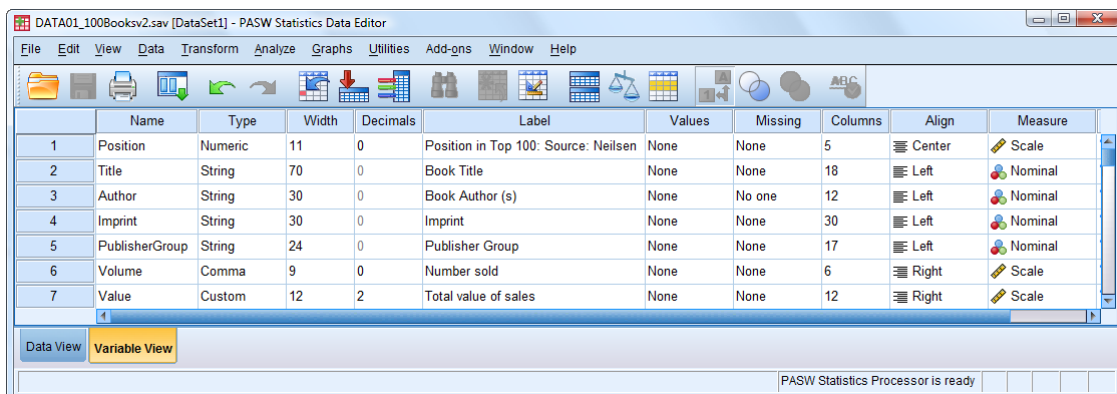 DATA01_100Booksv2.sav [DataSet1] - PASW Statistics Data Editor
File Edit View Data Transform Analyze Graphs Utilities Add-ons Window Help
A
1 4
ABC
Name Type Width Decimals Label Values Missing Columns Align Measure
1 Position Numeric 11 0 Position in Top 100: Source: Neilsen None None 5 Center Scale
2 Title String 70 0 Book Title None None 18 Left Nominal
3 Author String 30 0 Book Author (s) None No one 12 Left Nominal
4 Imprint String 30 0 Imprint None None 30 Left Nominal
5 PublisherGroup String 24 0 Publisher Group None None 17 Left Nominal
6 Volume Comma 9 0 Number sold None None 6 Right Scale
7 Value Custom 12 2 Total value of sales None None 12 Right Scale
Data View Variable View
PASW Statistics Processor is ready